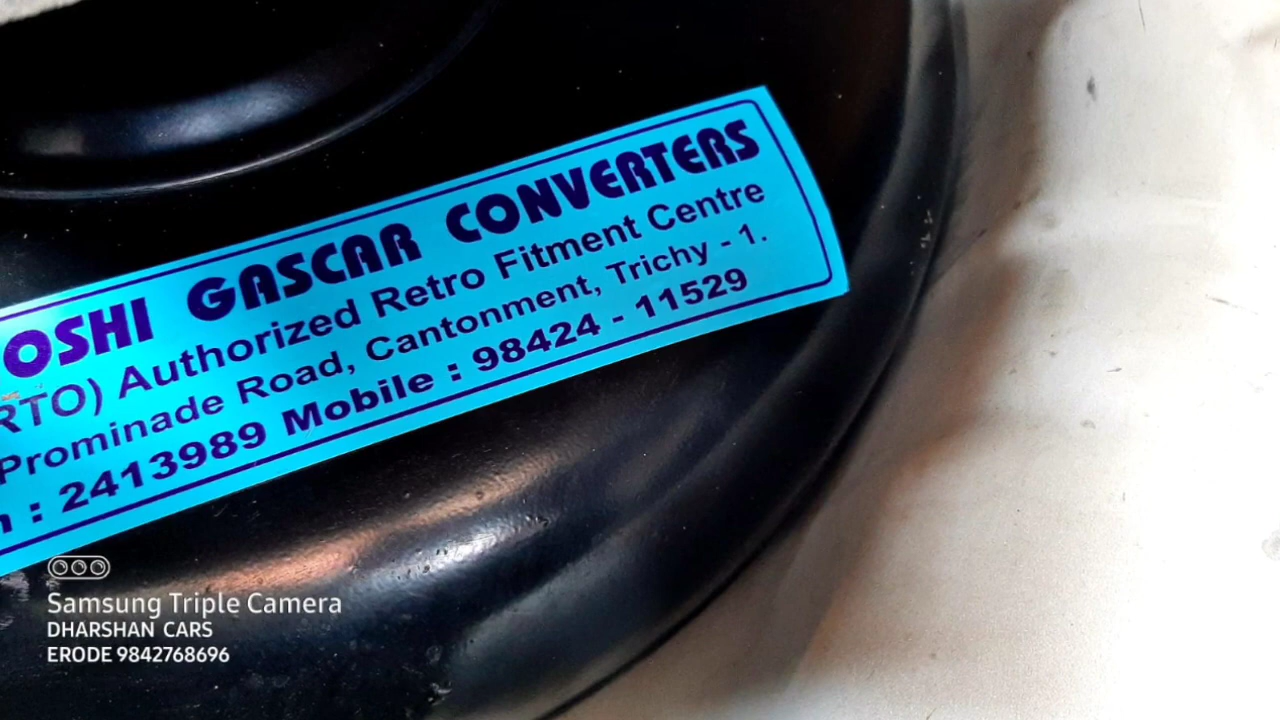 OSHI GASCAR CONVERTERS
RTO) Authorized Retro Fitment Centre
Prominade Road, Cantonment, Trichy - 1.
: 2413989 Mobile : 98424 - 11529
Samsung Triple Camera
DHARSHAN CARS
ERODE 9842768696